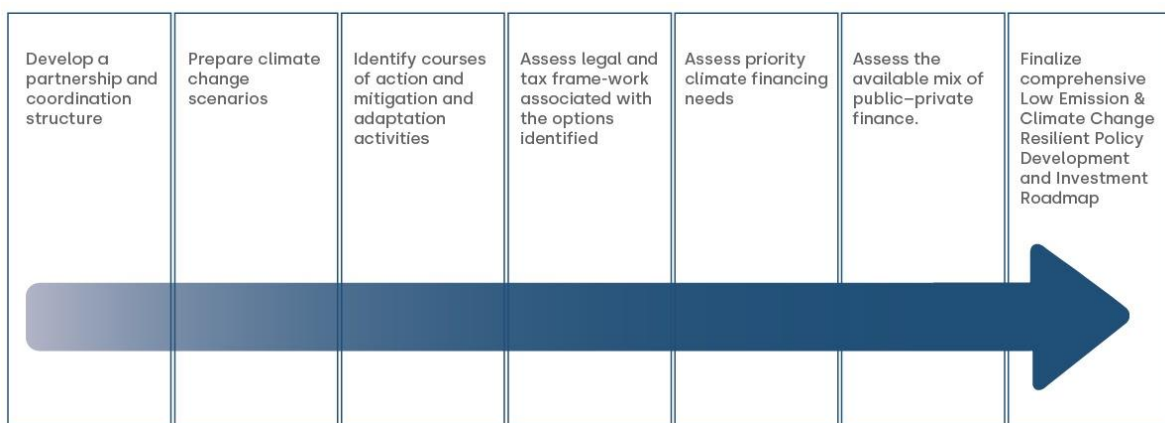 Develop a
partnership and
coordination
structure
Prepare climate
change
scenarios
Identify courses
of action and
mitigation and
adaptation
activities
Assess legal and
tax frame-work
associated with
the options
identified
Assess priority
climate financing
needs
Assess the
available mix of
public–private
finance.
Finalize
comprehensive
Low Emission &
Climate Change
Resilient Policy
Development
and Investment
Roadmap